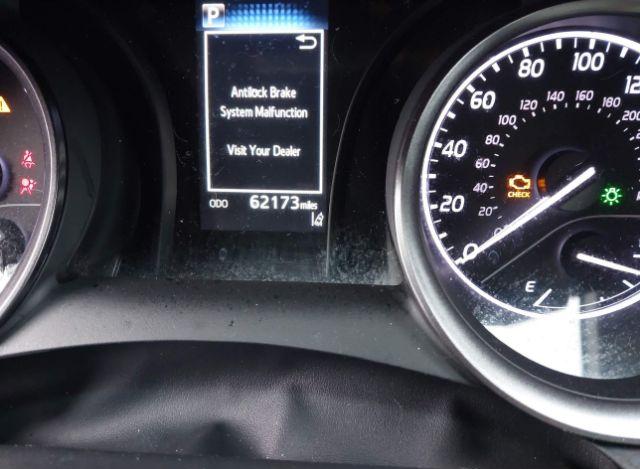 P
Antilock Brake
System Malfunction
Visit Your Dealer
ODO 62173 miles
0
20
40
60
80
100
20
40
60
80
100
120
140
160
180
200
CHECK
E